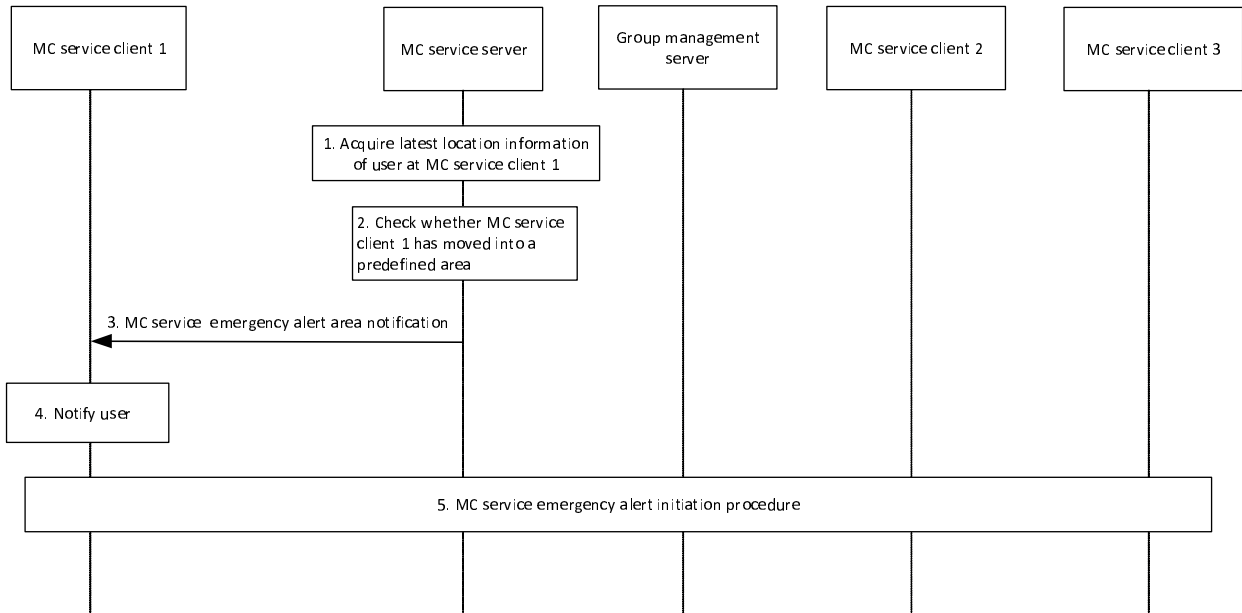 MC service client 1
MC service server
Group management
server
MC service client 2
MC service client 3
1. Acquire latest location information
of user at MC service client 1
2. Check whether MC service
client 1 has moved into a
predefined area
3. MC service emergency alert area notification
4. Notify user
5. MC service emergency alert initiation procedure